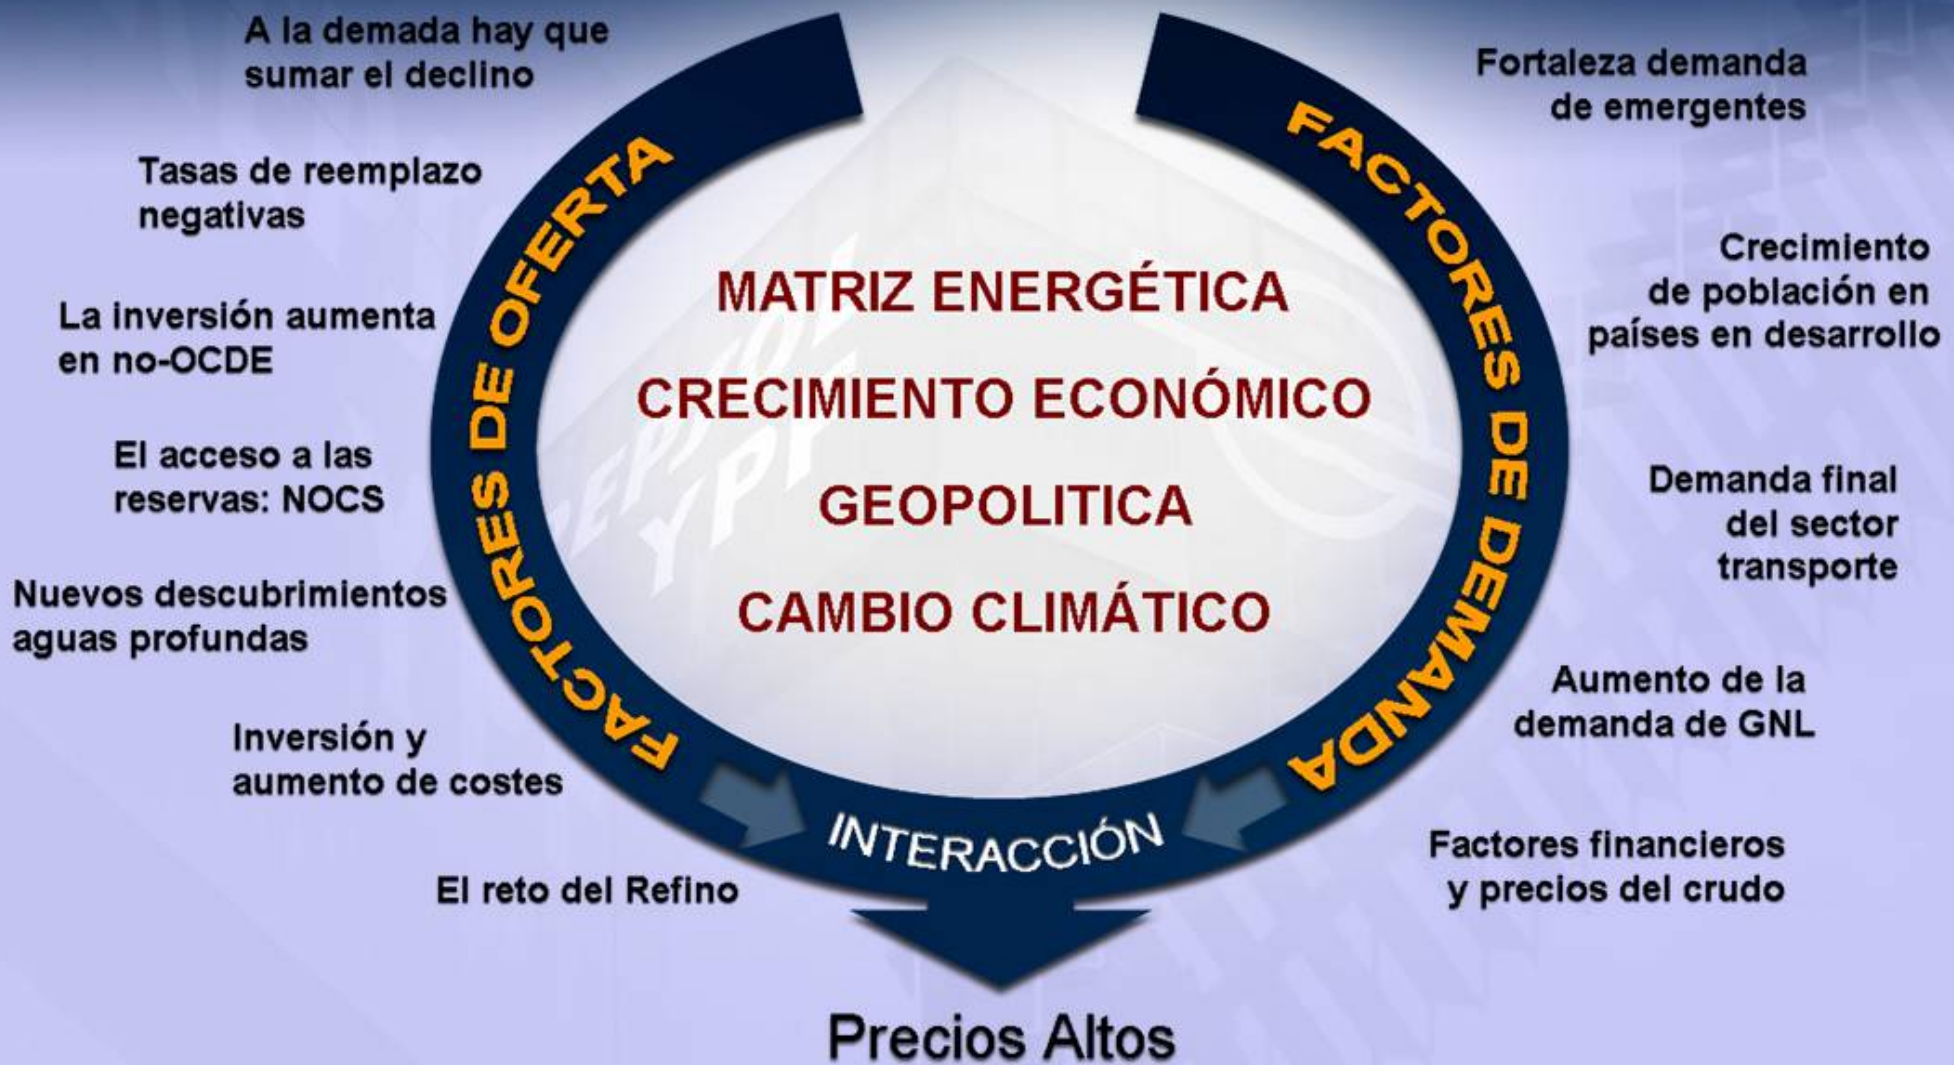 A la demada hay que
sumar el declino
Tasas de reemplazo
negativas
La inversión aumenta
en no-OCDE
El acceso a las
reservas: NOCS
Nuevos descubrimientos
aguas profundas
Inversión y
aumento de costes
El reto del Refino
FACTORES DE OFERTA
MATRIZ ENERGÉTICA
CRECIMIENTO ECONÓMICO
GEOPOLITICA
CAMBIO CLIMÁTICO
REPSOL
YPF
FACTORES DE DEMANDA
Fortaleza demanda
de emergentes
Crecimiento
de población en
países en desarrollo
Demanda final
del sector
transporte
Aumento de la
demanda de GNL
Factores financieros
y precios del crudo
INTERACCIÓN
Precios Altos